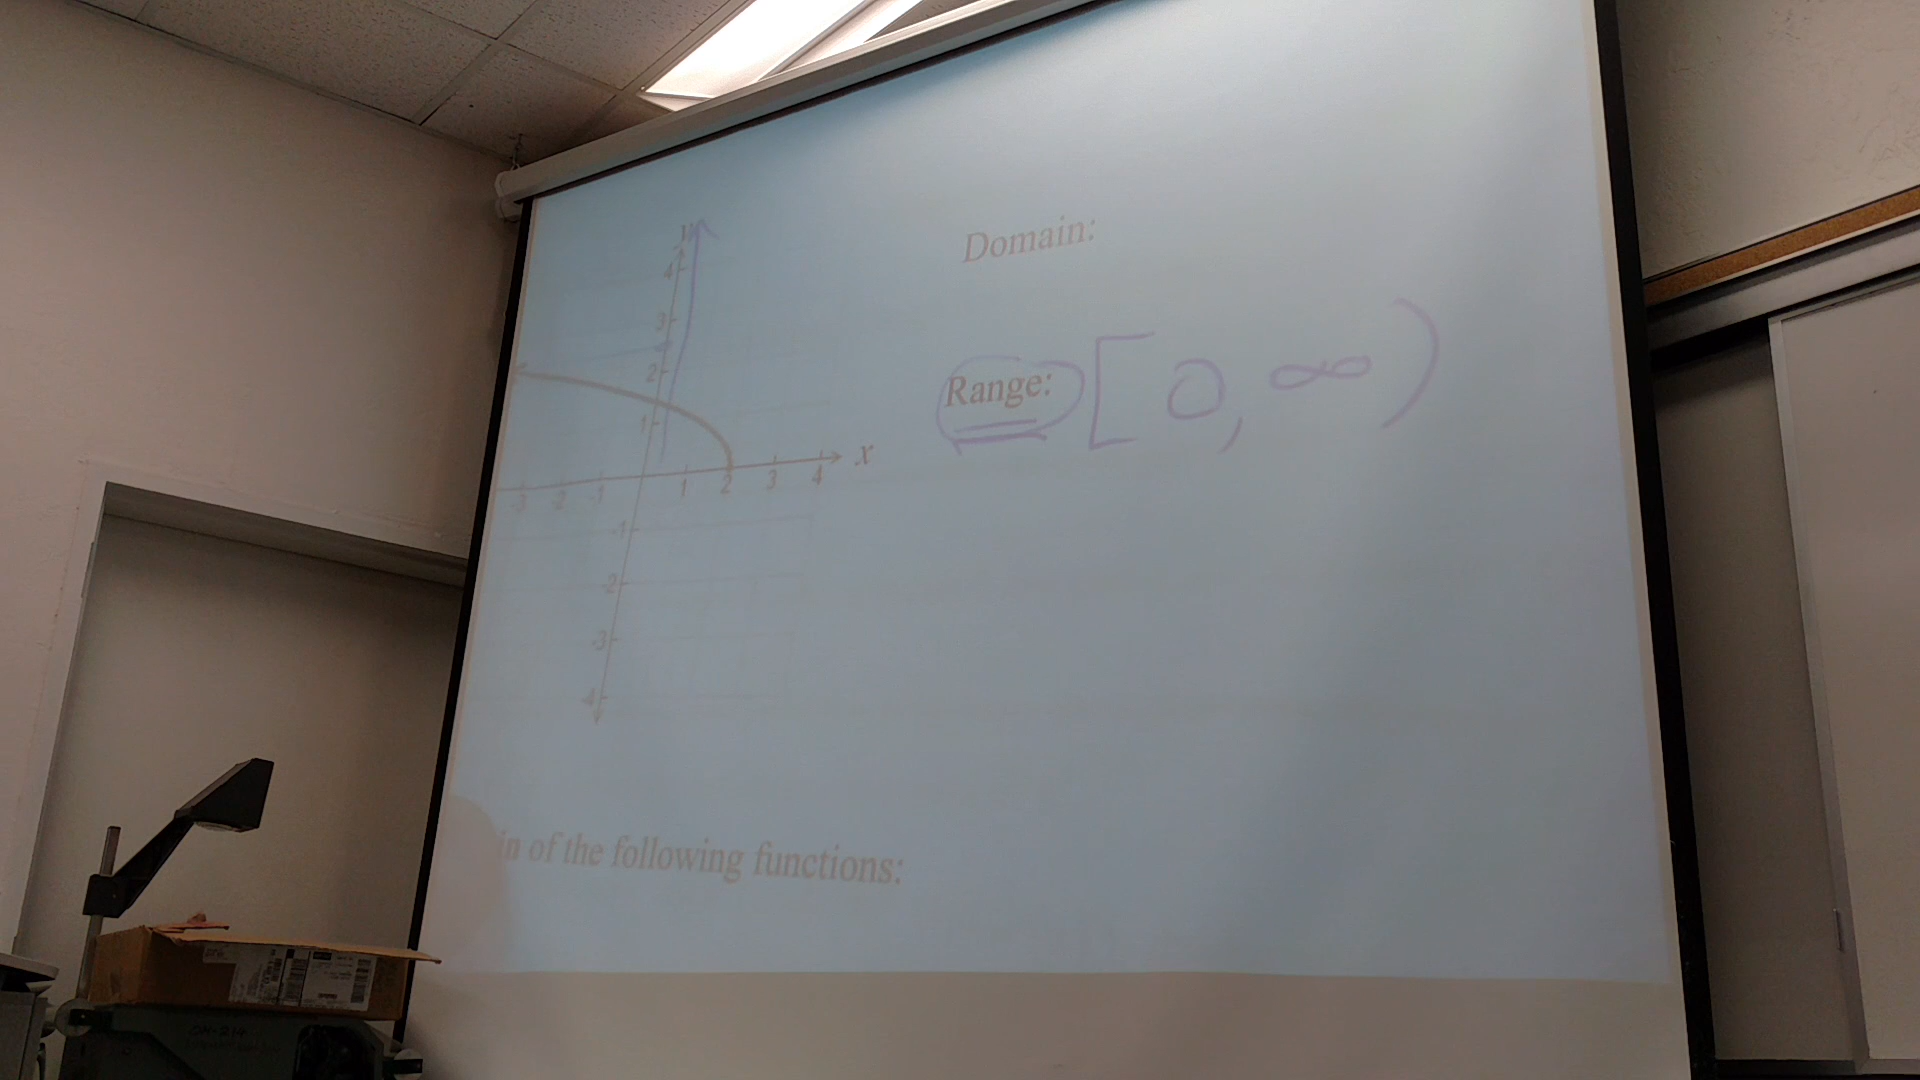 y
4
3
2
1
-3 -2 -1 1 2 3 4 x
-1
-2
-3
-4
Domain:
Range: [0, ∞)
in of the following functions: